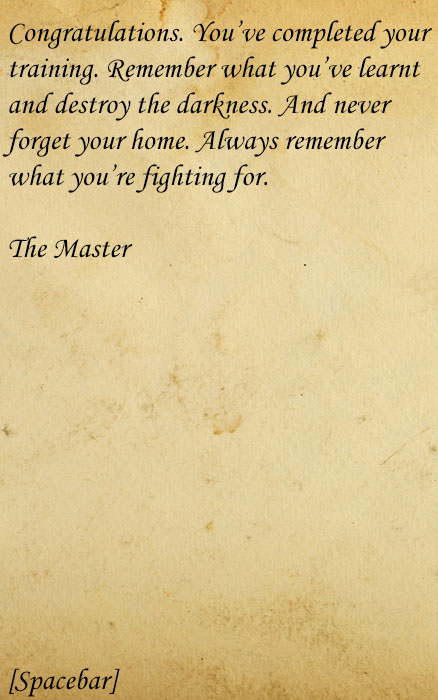 Congratulations. You’ve completed your
training. Remember what you’ve learnt
and destroy the darkness. And never
forget your home. Always remember
what you’re fighting for.
The Master
[Spacebar]